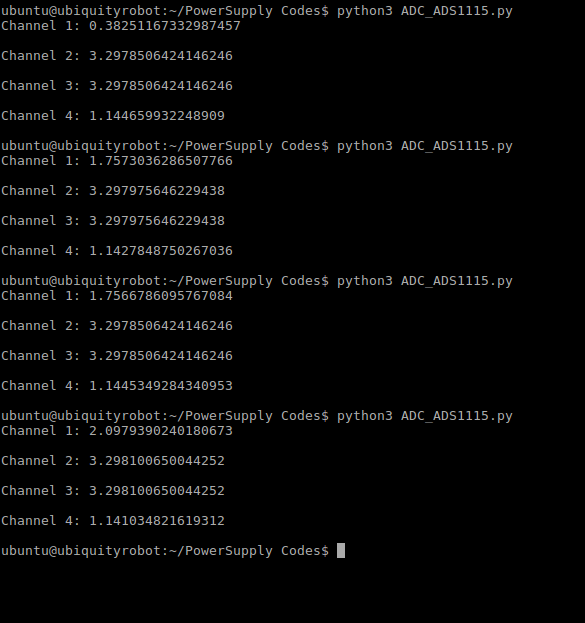 ubuntu@ubiquityrobot:~/PowerSupply Codes$ python3 ADC_ADS1115.py
Channel 1: 0.38251167332987457
Channel 2: 3.2978506424146246
Channel 3: 3.2978506424146246
Channel 4: 1.144659932248909
ubuntu@ubiquityrobot:~/PowerSupply Codes$ python3 ADC_ADS1115.py
Channel 1: 1.7573036286507766
Channel 2: 3.297975646229438
Channel 3: 3.297975646229438
Channel 4: 1.1427848750267036
ubuntu@ubiquityrobot:~/PowerSupply Codes$ python3 ADC_ADS1115.py
Channel 1: 1.7566786095767084
Channel 2: 3.2978506424146246
Channel 3: 3.2978506424146246
Channel 4: 1.1445349284340953
ubuntu@ubiquityrobot:~/PowerSupply Codes$ python3 ADC_ADS1115.py
Channel 1: 2.0979390240180673
Channel 2: 3.298100650044252
Channel 3: 3.298100650044252
Channel 4: 1.141034821619312
ubuntu@ubiquityrobot:~/PowerSupply Codes$